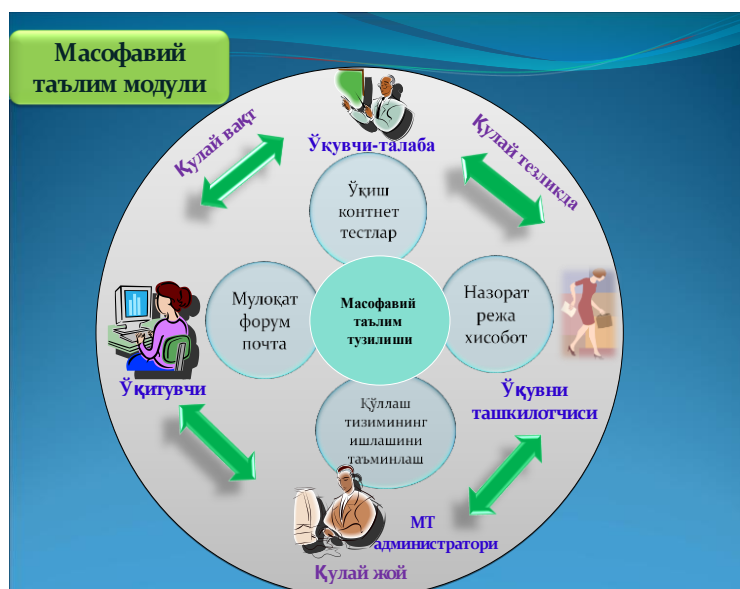 Масофавий
таълим модули
Қулай вақт
Ўқувчи-талаба
Қулай тезликда
Ўқиш
контнет
тестлар
Мулоқат
форум
почта
Масофавий
таълим
тузилиши
Назорат
режа
хисобот
Ўқитувчи
Ўқувни
ташкилотчиси
Қўллаш
тизимининг
ишлашини
таъминлаш
МТ
администратори
Қулай жой